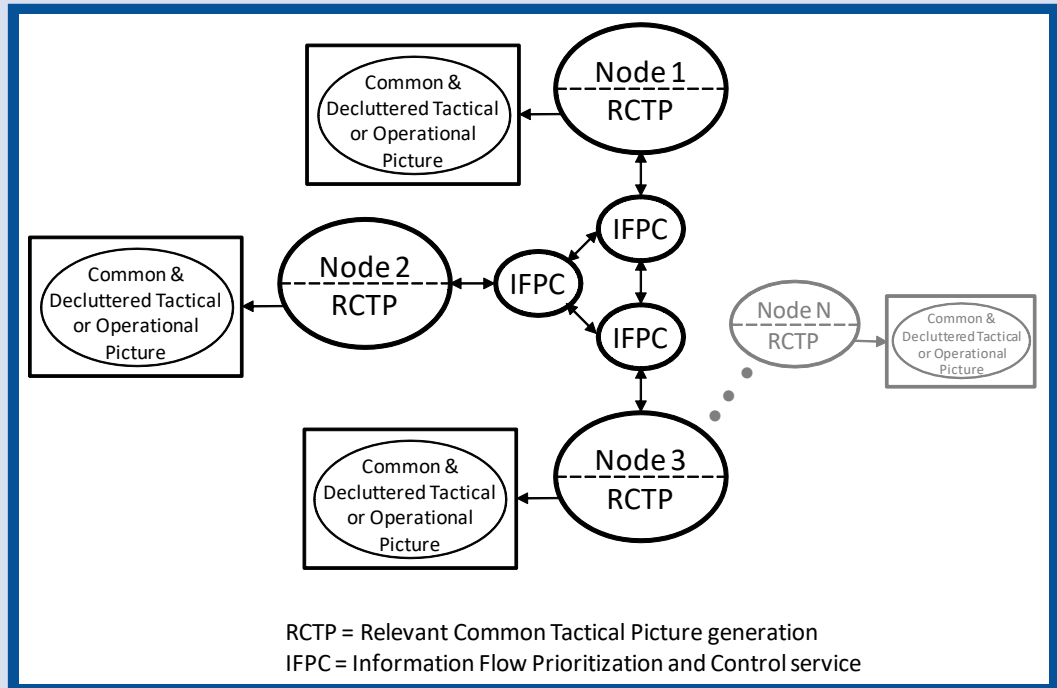 Common &
Decluttered Tactical
or Operational
Picture
Node 1
RCTP
IFPC
Common &
Decluttered Tactical
or Operational
Picture
Node 2
RCTP
IFPC
IFPC
Node N
RCTP
Common &
Decluttered Tactical
or Operational
Picture
Common &
Decluttered Tactical
or Operational
Picture
Node 3
RCTP
RCTP = Relevant Common Tactical Picture generation
IFPC = Information Flow Prioritization and Control service